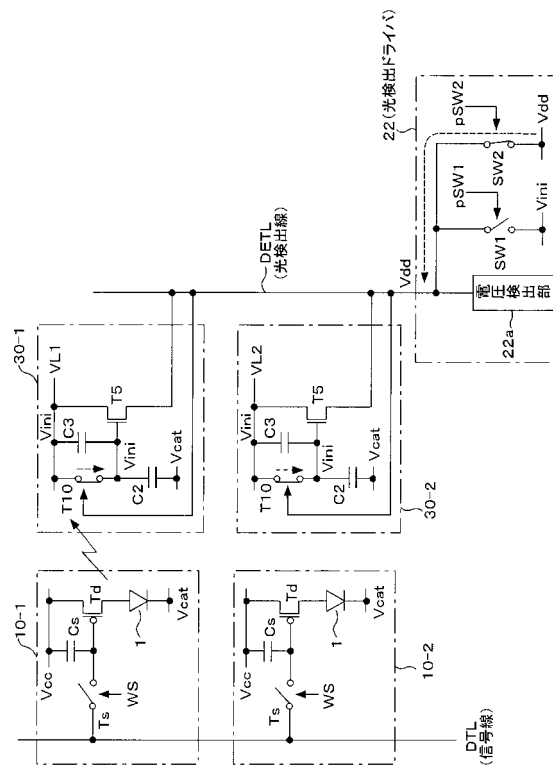 10-1
Vcc
Cs
Td
Ts
WS
1
Vcat
30-1
Vini
VL1
C3
T10
T5
Vini
C2
Vcat
DETL
(光検出線)
10-2
Vcc
Cs
Td
Ts
WS
1
Vcat
30-2
Vini
VL2
C3
T10
T5
Vini
C2
Vcat
DTL
(信号線)
Vdd
22(光検出ドライバ)
pSW1
pSW2
SW1
SW2
Vini
Vdd
電圧検出部
22a